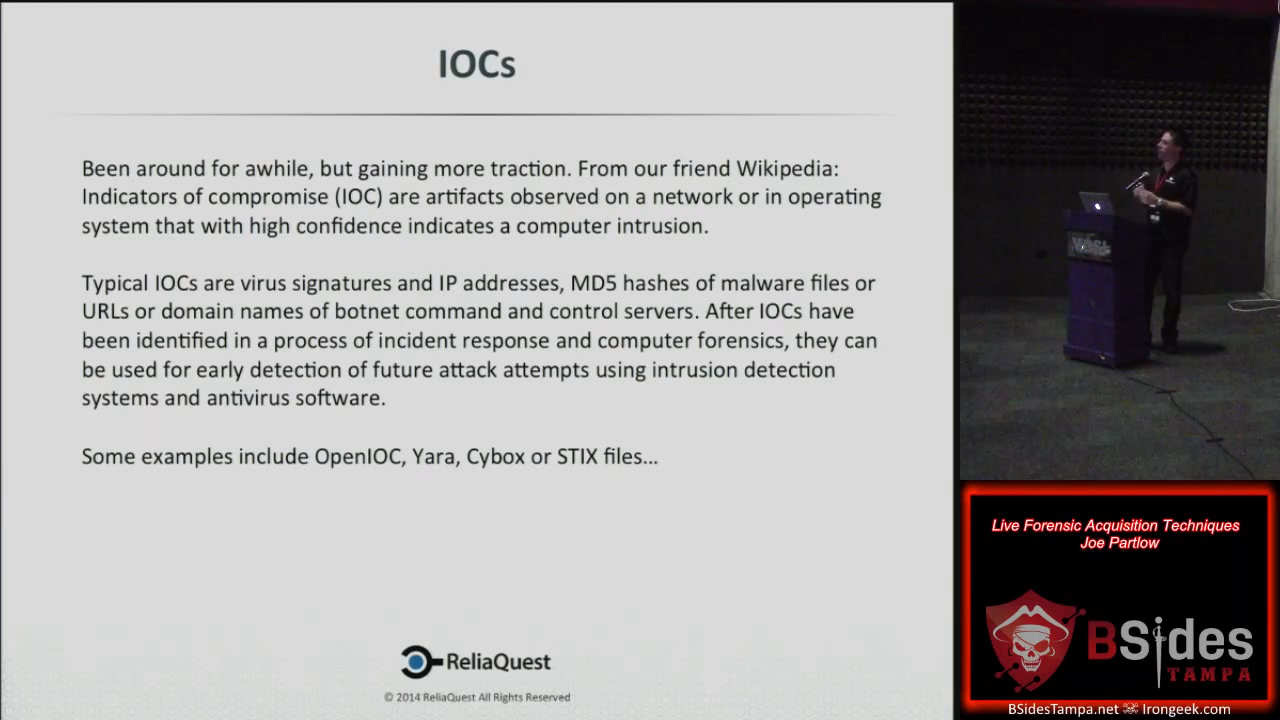 IOCs
Been around for awhile, but gaining more traction. From our friend Wikipedia:
Indicators of compromise (IOC) are artifacts observed on a network or in operating
system that with high confidence indicates a computer intrusion.
Typical IOCs are virus signatures and IP addresses, MD5 hashes of malware files or
URLs or domain names of botnet command and control servers. After IOCs have
been identified in a process of incident response and computer forensics, they can
be used for early detection of future attack attempts using intrusion detection
systems and antivirus software.
Some examples include OpenIOC, Yara, Cybox or STIX files...
ReliaQuest
© 2014 ReliaQuest All Rights Reserved
Live Forensic Acquisition Techniques
Joe Partlow
BSides
TAMPA
BSidesTampa.net Irongeek.com